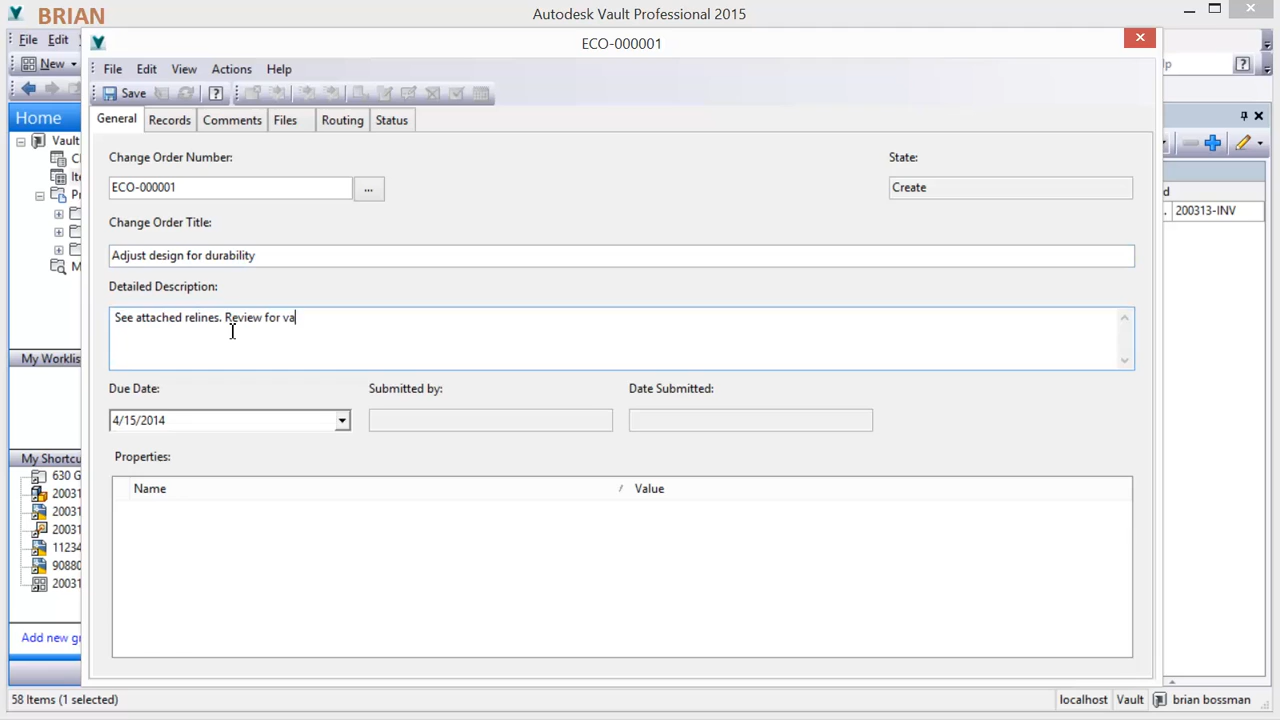 BRIAN
Autodesk Vault Professional 2015
File Edit
ECO-000001
File Edit View Actions Help
New
Save
Home
General Records Comments Files Routing Status
Vault
Change Order Number:
State:
ECO-000001
...
Create
200313-INV
Change Order Title:
Adjust design for durability
Detailed Description:
See attached relines. Review for va
My Worklis
Due Date:
Submitted by:
Date Submitted:
4/15/2014
Properties:
My Shortcu
Name / Value
630 G
20031
20031
20031
11234
90880
20031
Add new gr
58 Items (1 selected)
localhost Vault brian bossman